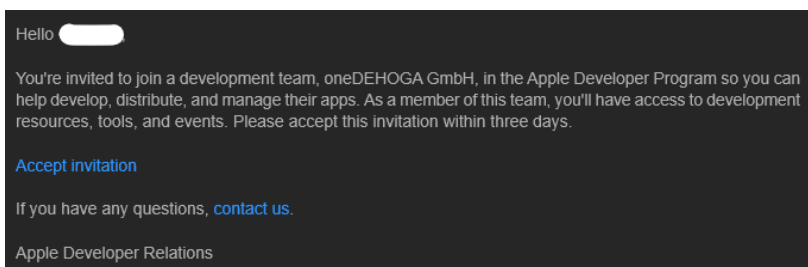 Hello
You're invited to join a development team, oneDEHOGA GmbH, in the Apple Developer Program so you can
help develop, distribute, and manage their apps. As a member of this team, you'll have access to development
resources, tools, and events. Please accept this invitation within three days.
Accept invitation
If you have any questions, contact us.
Apple Developer Relations